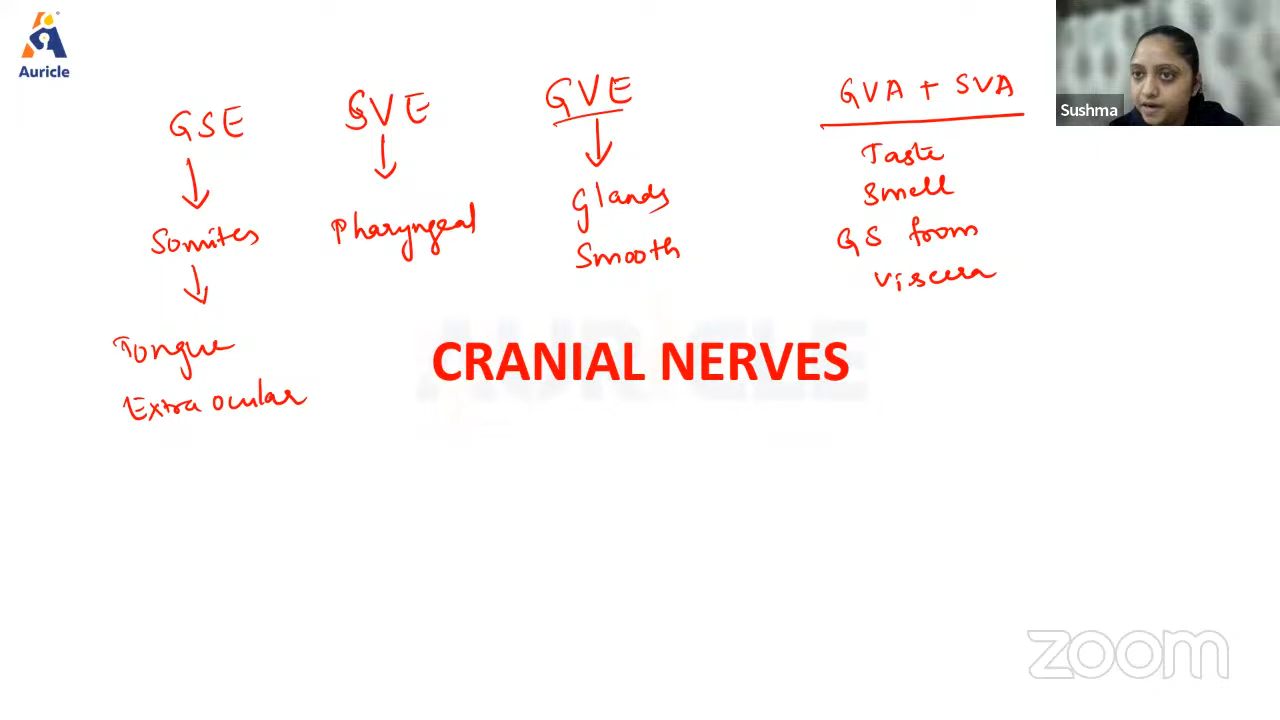 Auricle
GSE
SVE
GVE
GVA + SVA
Sushma
Somites
Pharyngeal
Glands
Smooth
Taste
Smell
GS from
viscera
Tongue
Extra ocular
AURICLE
CRANIAL NERVES
zoom